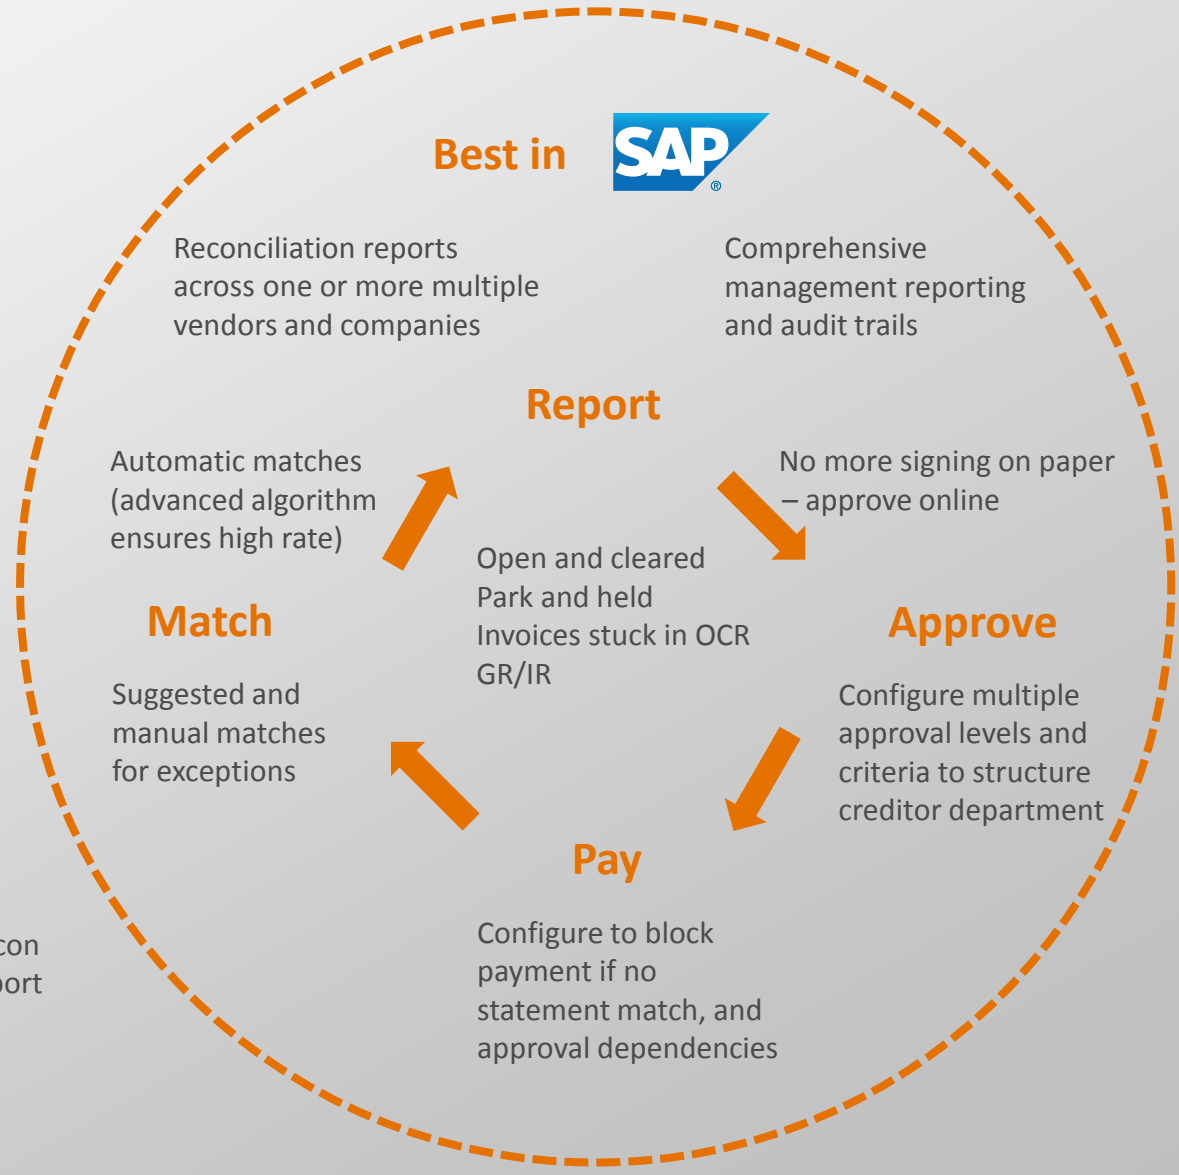 Best in SAP®
Reconciliation reports
across one or more multiple
vendors and companies
Comprehensive
management reporting
and audit trails
Report
Automatic matches
(advanced algorithm
ensures high rate)
No more signing on paper
– approve online
Open and cleared
Park and held
Invoices stuck in OCR
GR/IR
Match
Approve
Suggested and
manual matches
for exceptions
Configure multiple
approval levels and
criteria to structure
creditor department
Pay
Configure to block
payment if no
statement match, and
approval dependencies